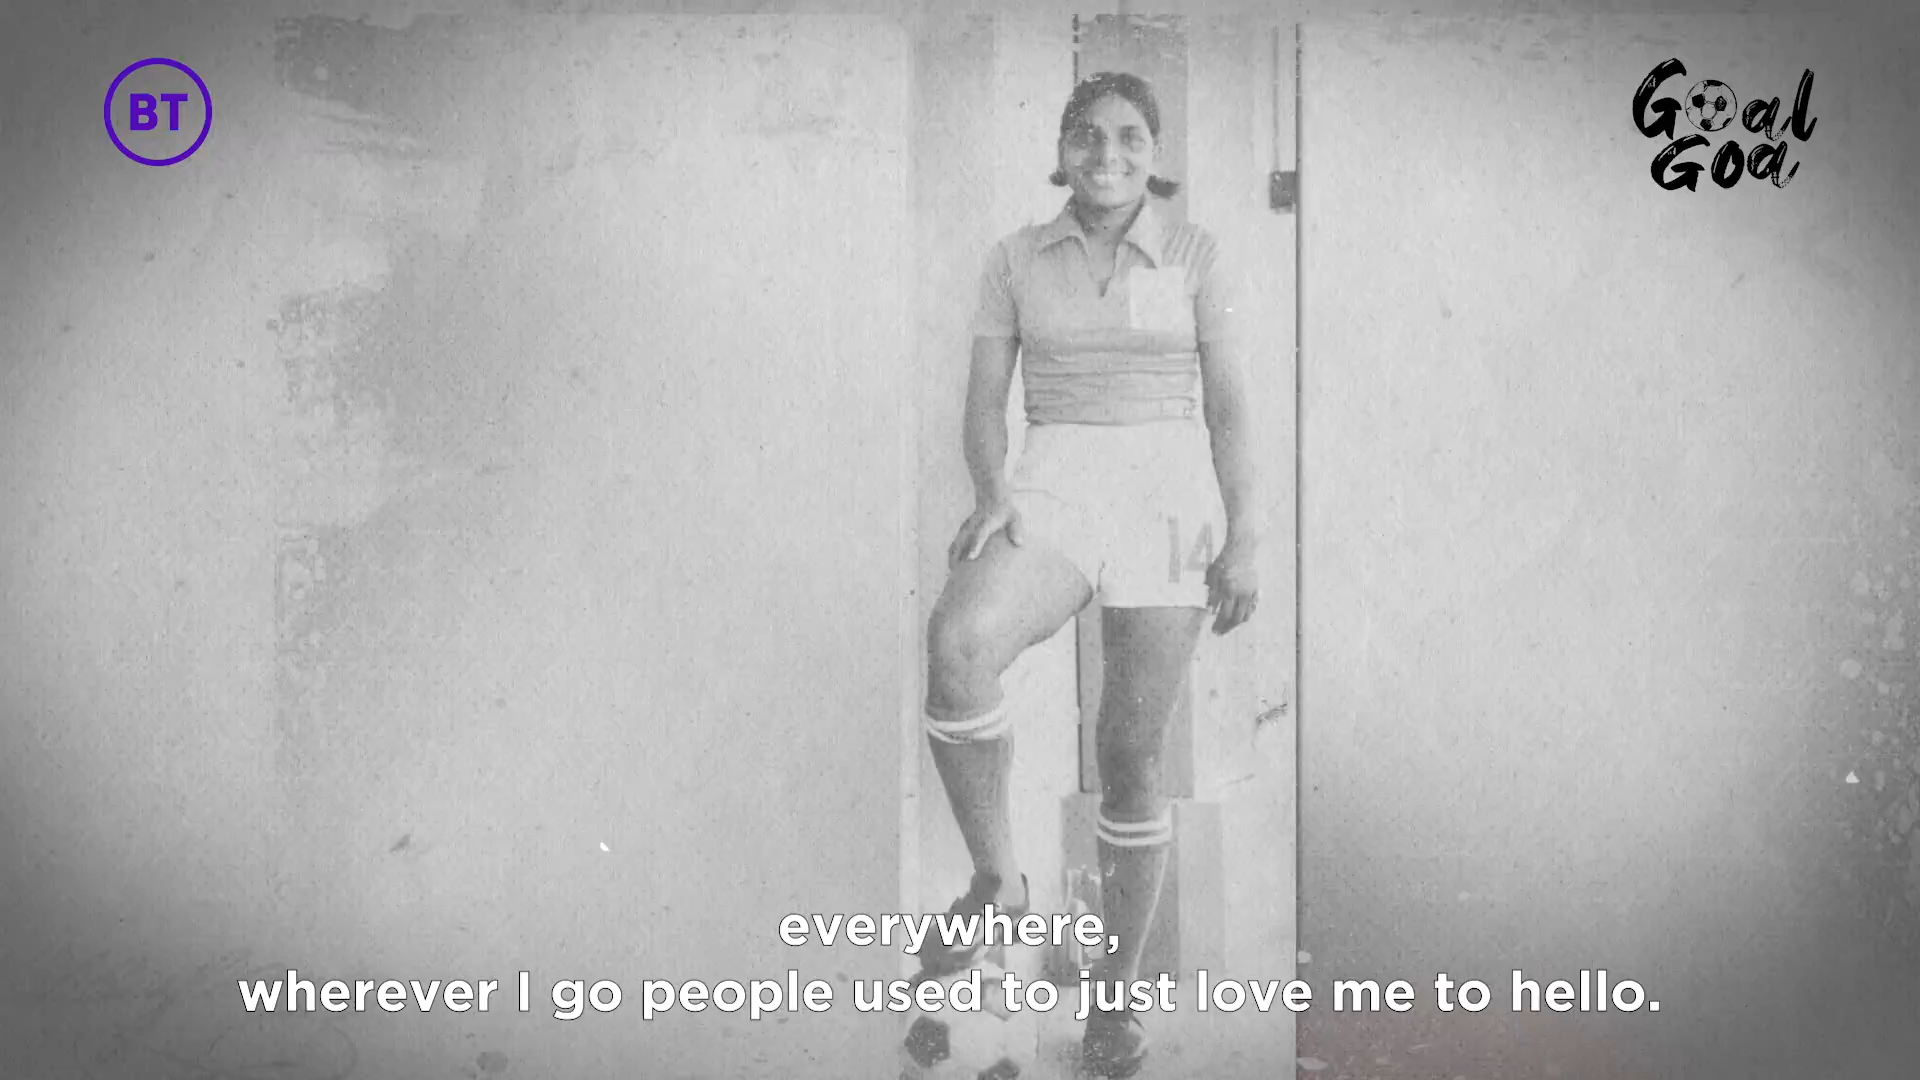 BT
Goal
Goa
14
everywhere,
wherever I go people used to just love me to hello.